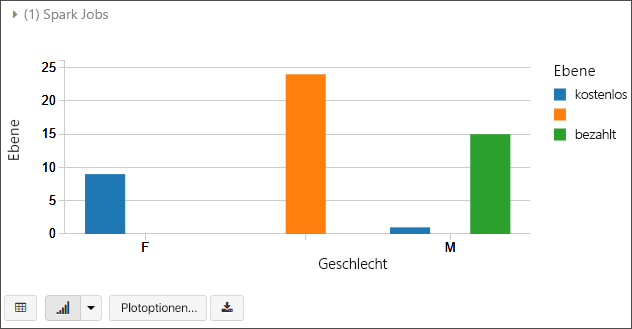 (1) Spark Jobs
25
20
15
10
5
0
Ebene
F
M
Geschlecht
Ebene
kostenlos
bezahlt
Plotoptionen...